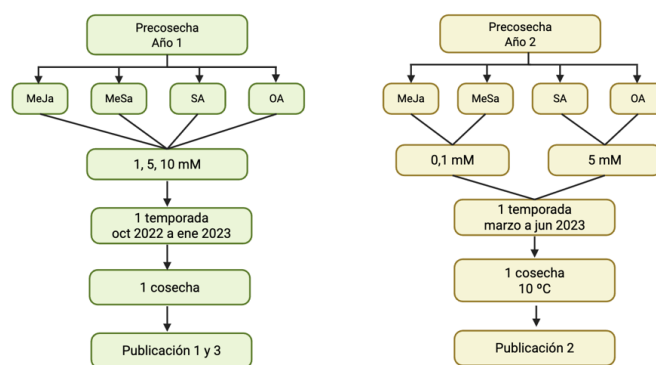 Precosecha
Año 1
MeJa
MeSa
SA
OA
1, 5, 10 mM
1 temporada
oct 2022 a ene 2023
1 cosecha
Publicación 1 y 3
Precosecha
Año 2
MeJa
MeSa
SA
OA
0,1 mM
5 mM
1 temporada
marzo a jun 2023
1 cosecha
10 ºC
Publicación 2